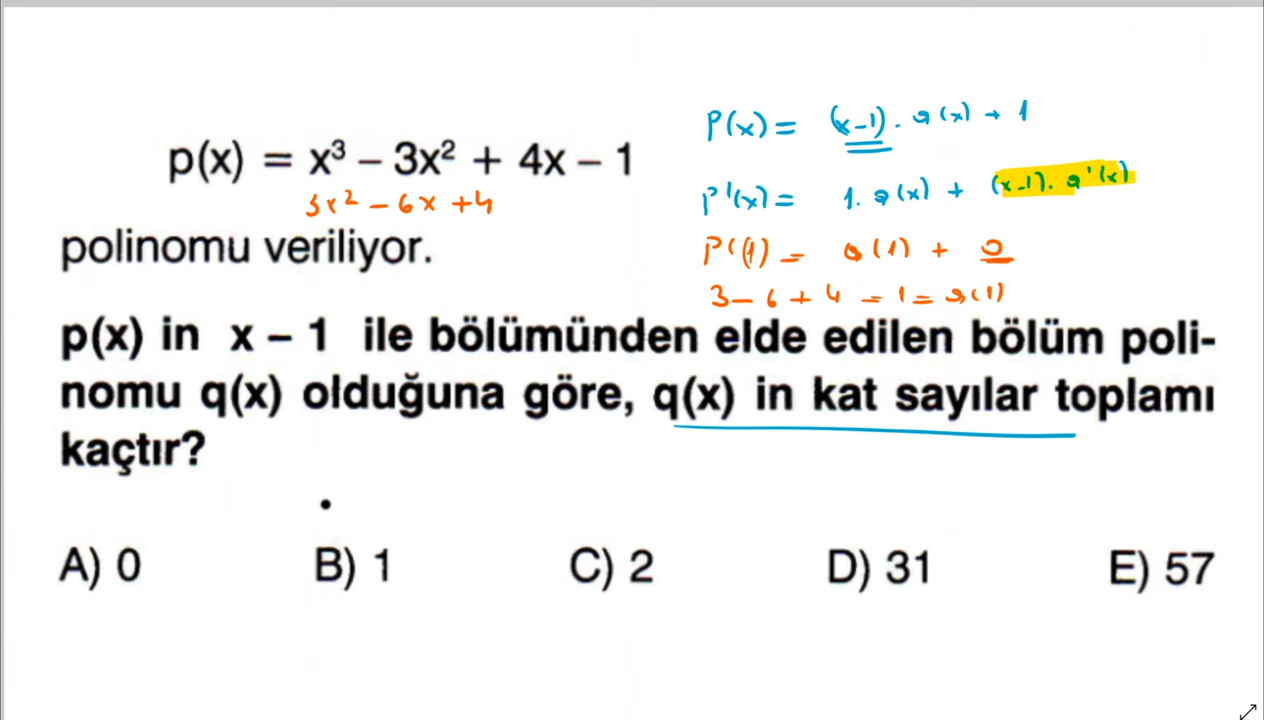 p(x) = x³ – 3x² + 4x – 1
3x² – 6x + 4
polinomu veriliyor.
P(x) = (x–1). q(x) + 1
P'(x) = 1. q(x) + (x–1). q'(x)
P'(1) = q(1) + 0
3 – 6 + 4 = 1 = q(1)
p(x) in x – 1 ile bölümünden elde edilen bölüm poli-
nomu q(x) olduğuna göre, q(x) in kat sayılar toplamı
kaçtır?
A) 0 B) 1 C) 2 D) 31 E) 57